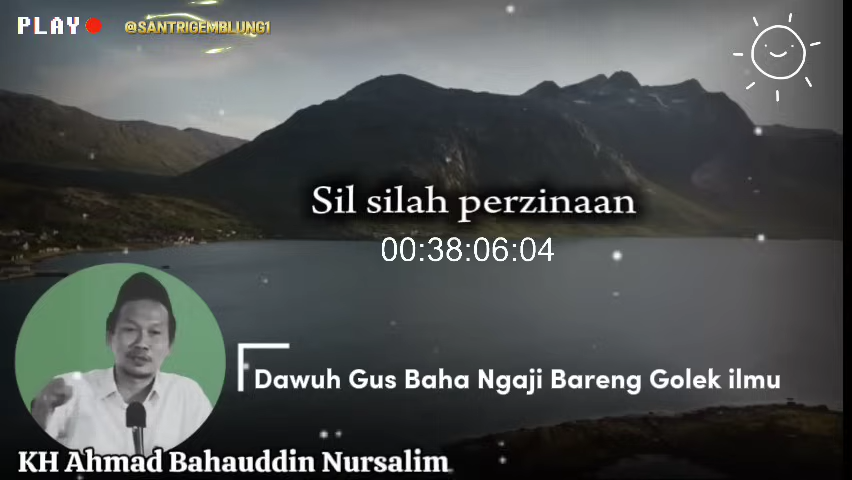 PLAY
@SANTRIGEMBLUNG1
Sil silah perzinaan
00:38:06:04
Dawuh Gus Baha Ngaji Bareng Golek ilmu
KH Ahmad Bahauddin Nursalim